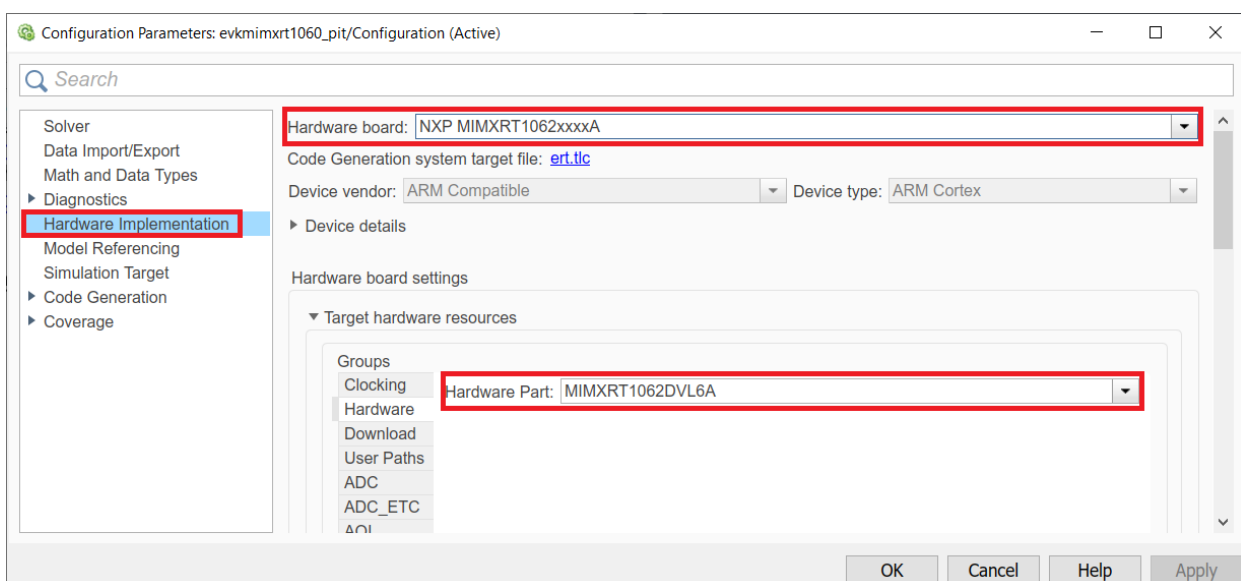 Configuration Parameters: evkmimxrt1060_pit/Configuration (Active)
Search
Solver
Data Import/Export
Math and Data Types
Diagnostics
Hardware Implementation
Model Referencing
Simulation Target
Code Generation
Coverage
Hardware board: NXP MIMXRT1062xxxxA
Code Generation system target file: ert.tlc
Device vendor: ARM Compatible Device type: ARM Cortex
Device details
Hardware board settings
Target hardware resources
Groups
Clocking
Hardware
Download
User Paths
ADC
ADC_ETC
AOI
Hardware Part: MIMXRT1062DVL6A
OK Cancel Help Apply